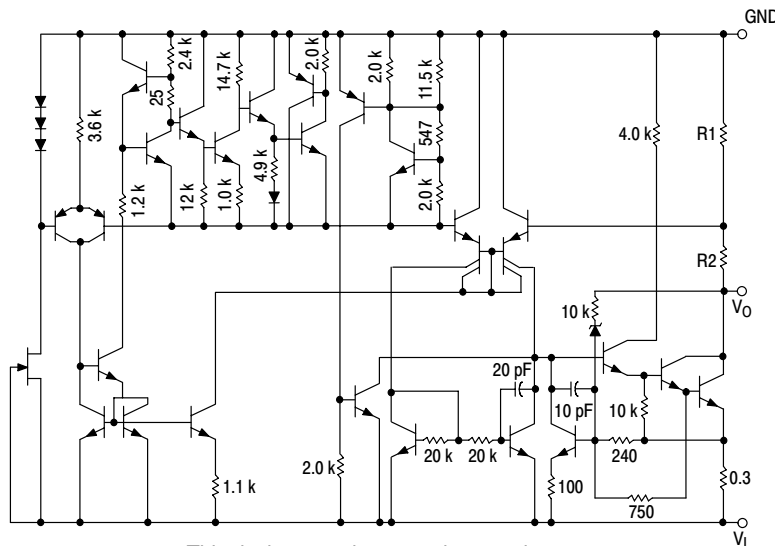 GND
2.4 k
25
3.6 k
1.2 k
12 k
14.7 k
1.0 k
4.9 k
2.0 k
2.0 k
11.5 k
547
2.0 k
4.0 k
R1
R2
VO
10 k
20 pF
10 pF
10 k
20 k
20 k
240
0.3
1.1 k
2.0 k
100
750
VI